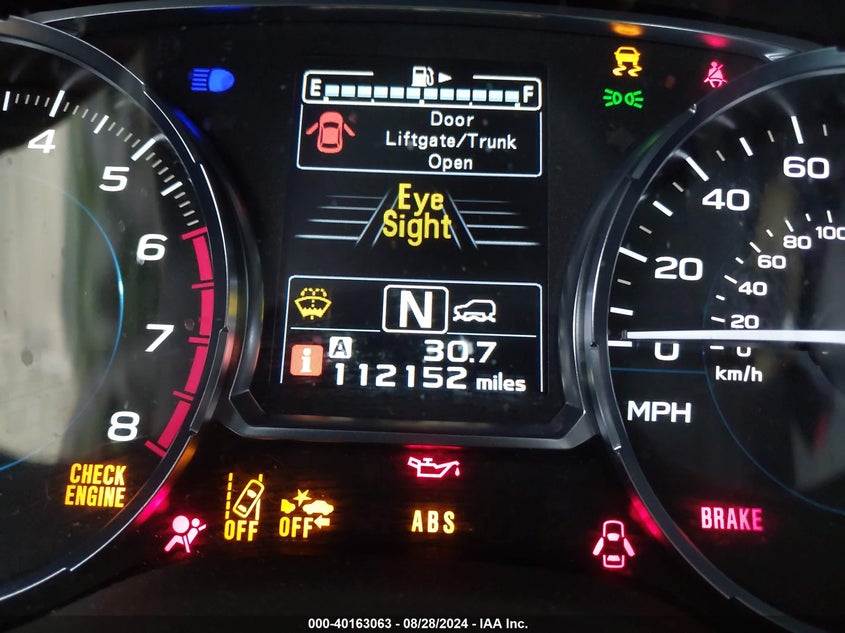 E F
Door
Liftgate/Trunk
Open
Eye
Sight
N
i A 30.7
112152 miles
4
5
6
7
8
60
40
20
0
100
80
60
40
20
0
km/h
MPH
CHECK
ENGINE
OFF
OFF
ABS
BRAKE
000-40163063 - 08/28/2024 - IAA Inc.